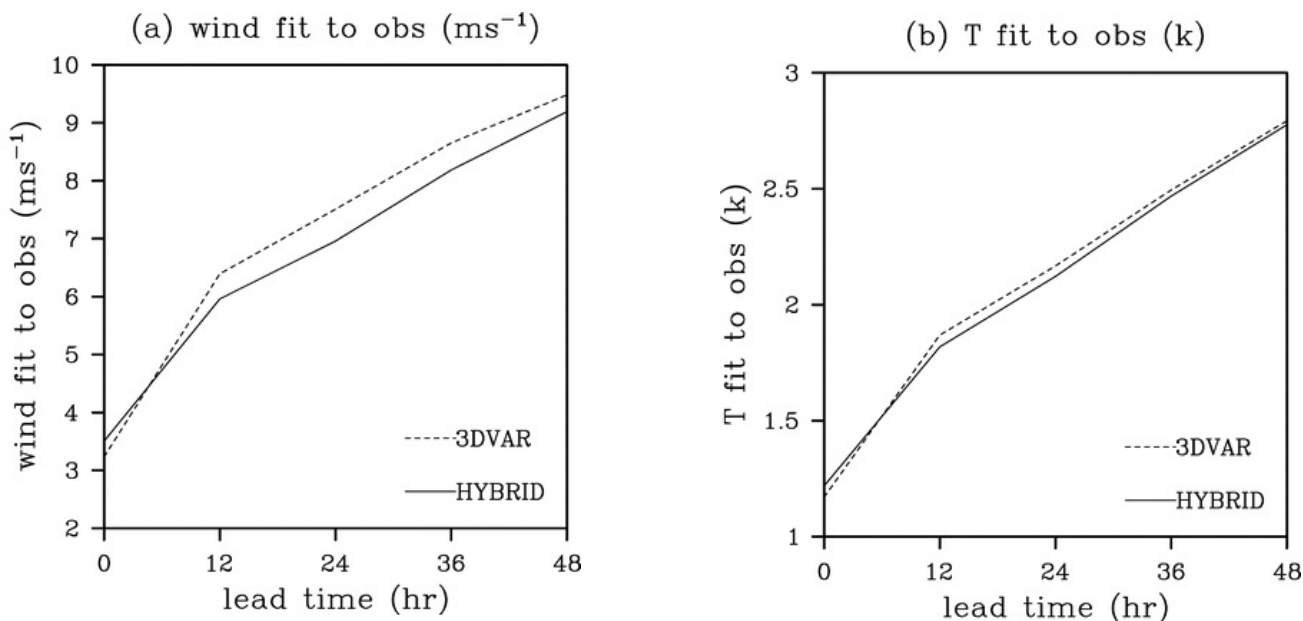 (a) wind fit to obs (ms⁻¹)
10
9
8
7
6
5
4
3
2
wind fit to obs (ms⁻¹)
3DVAR
HYBRID
0 12 24 36 48
lead time (hr)
(b) T fit to obs (k)
3
2.5
2
1.5
1
T fit to obs (k)
3DVAR
HYBRID
0 12 24 36 48
lead time (hr)